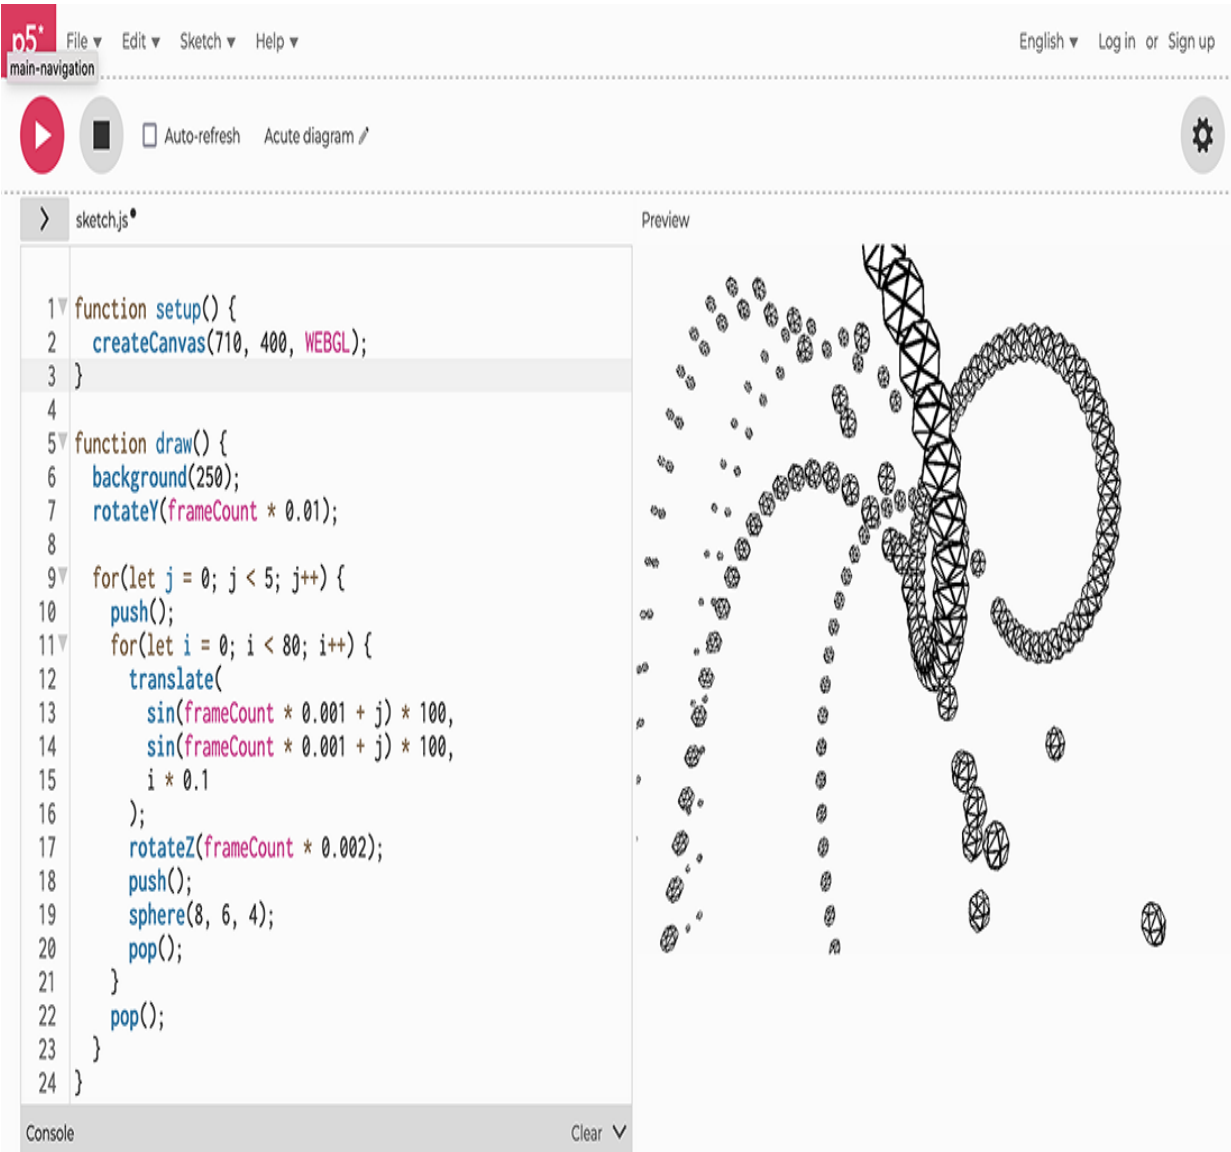 p5*
File ▾ Edit ▾ Sketch ▾ Help ▾ English ▾ Log in or Sign up
main-navigation
Auto-refresh Acute diagram
sketch.js•
Preview
1 function setup() {
2   createCanvas(710, 400, WEBGL);
3 }
4
5 function draw() {
6   background(250);
7   rotateY(frameCount * 0.01);
8
9   for(let j = 0; j < 5; j++) {
10     push();
11     for(let i = 0; i < 80; i++) {
12       translate(
13         sin(frameCount * 0.001 + j) * 100,
14         sin(frameCount * 0.001 + j) * 100,
15         i * 0.1
16       );
17       rotateZ(frameCount * 0.002);
18       push();
19       sphere(8, 6, 4);
20       pop();
21     }
22     pop();
23   }
24 }
Console Clear